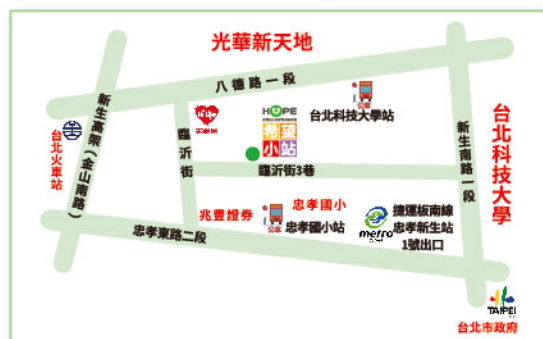 光華新天地
八德路一段
新生高架(金山南路)
台北火車站
臨沂街
HOPE
希望
小站
公車
台北科技大學站
新生南路一段
台北科技大學
臨沂街3巷
兆豐證券
忠孝國小
公車
忠孝國小站
metro
捷運板南線
忠孝新生站
1號出口
忠孝東路二段
TAIPEI
台北市政府